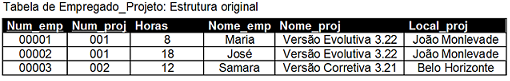 Tabela de Empregado_Projeto: Estrutura original
Num_emp Num_proj Horas Nome_emp Nome_proj Local_proj
00001 001 8 Maria Versão Evolutiva 3.22 João Monlevade
00002 001 18 José Versão Evolutiva 3.22 João Monlevade
00003 002 12 Samara Versão Corretiva 3.21 Belo Horizonte